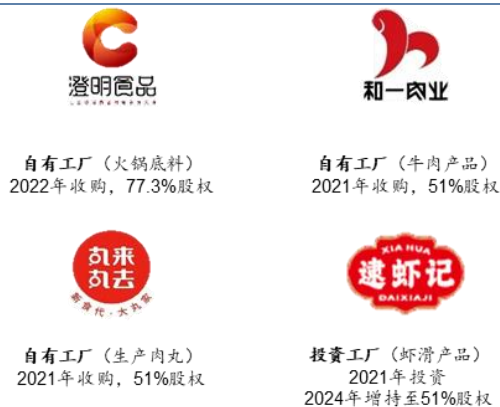 澄明食品
和一肉业
自有工厂（火锅底料）
2022年收购，77.3%股权
自有工厂（牛肉产品）
2021年收购，51%股权
丸来
丸去
新食代·大丸家
XIA HUA
逮虾记
DAIXIAJI
自有工厂（生产肉丸）
2021年收购，51%股权
投资工厂（虾滑产品）
2021年投资
2024年增持至51%股权